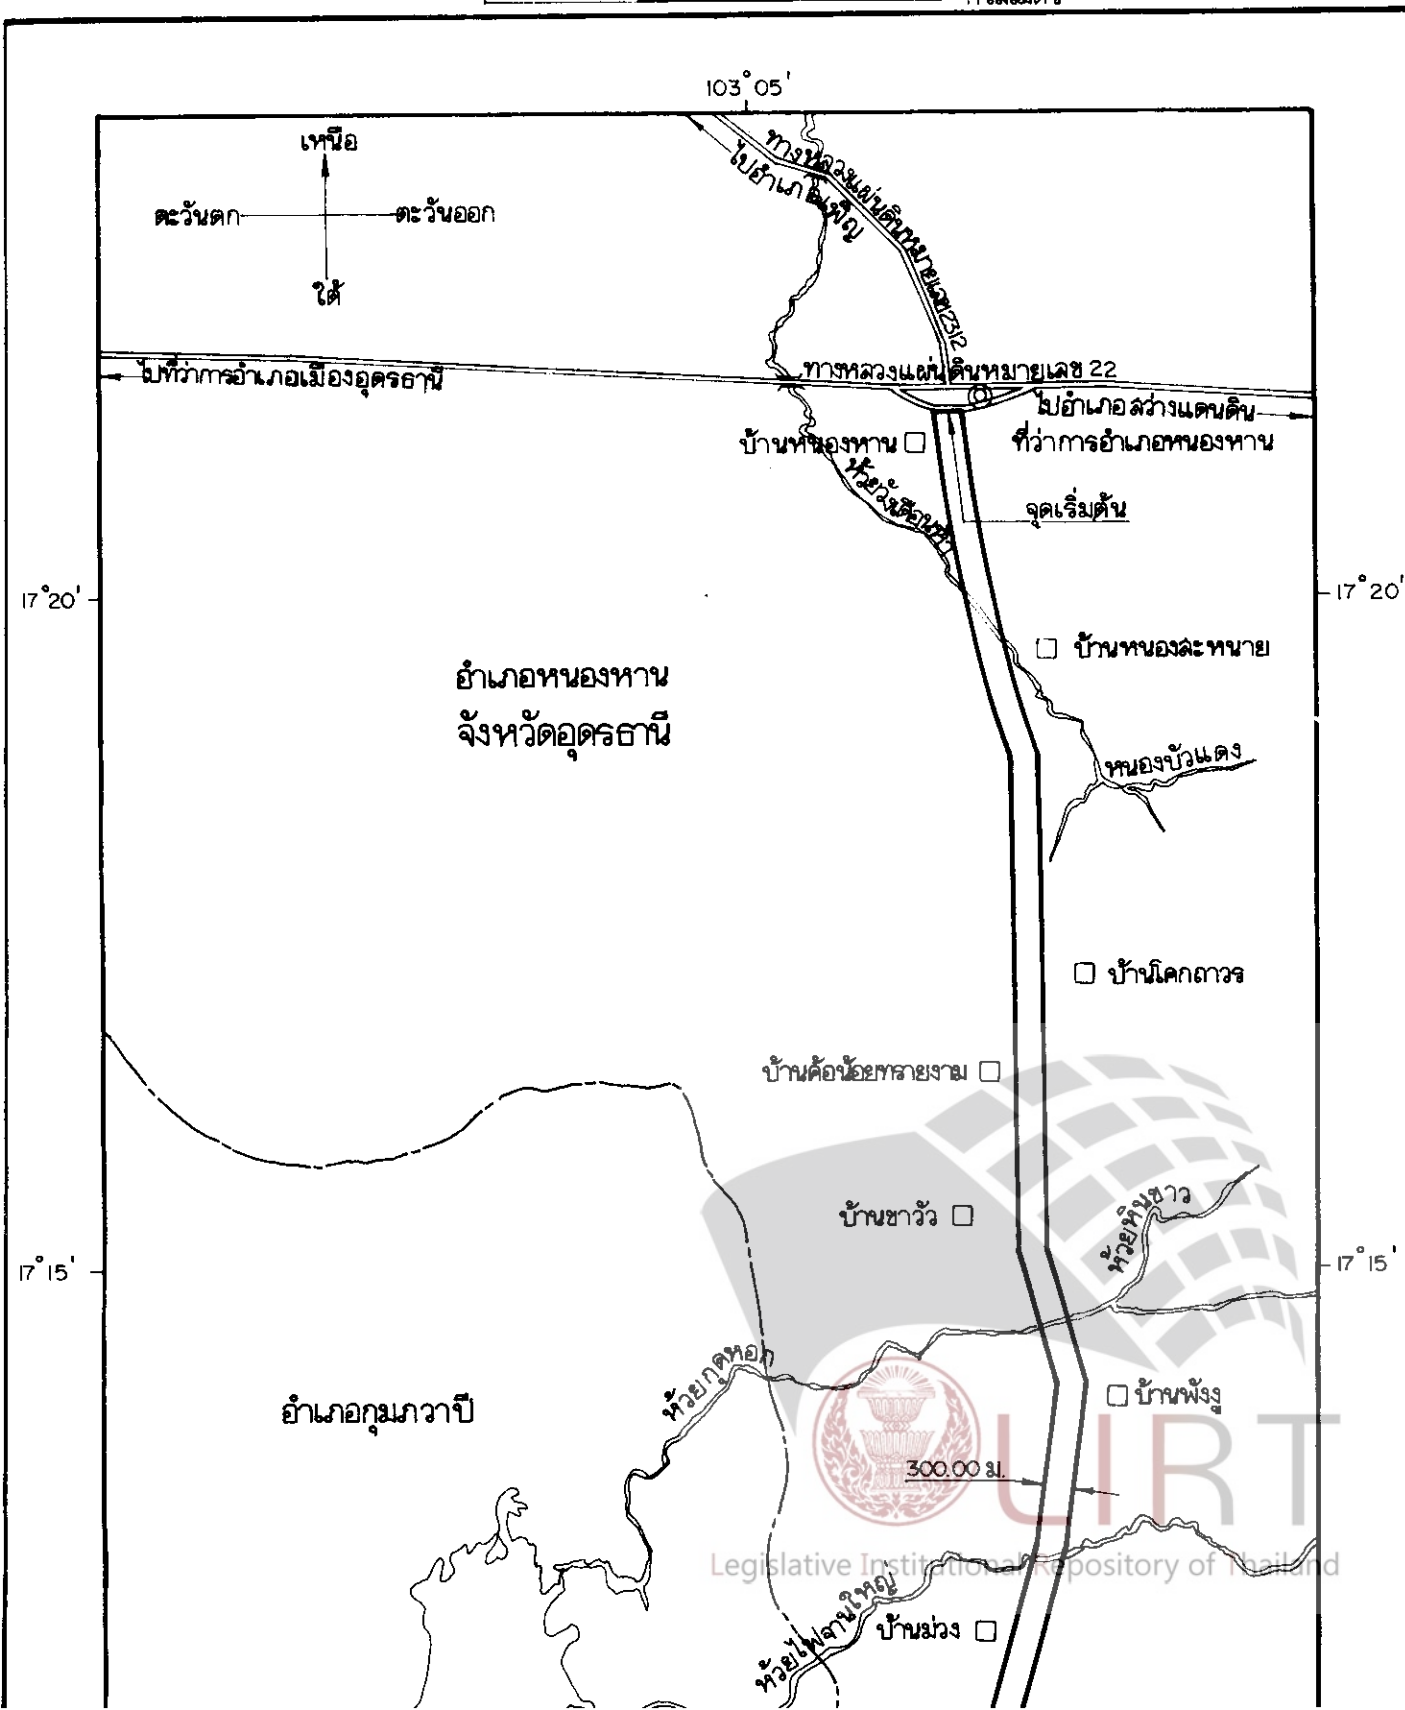 103°05'
เหนือ
ตะวันตก
ตะวันออก
ใต้
ทางหลวงแผ่นดินหมายเลข 2312
ไปอำเภอเพ็ญ
ไปที่ว่าการอำเภอเมืองอุดรธานี
ทางหลวงแผ่นดินหมายเลข 22
ไปอำเภอสว่างแดนดิน
บ้านหนองหาน
ที่ว่าการอำเภอหนองหาน
จุดเริ่มต้น
17°20'
17°20'
บ้านหนองสะหนาย
อำเภอหนองหาน
จังหวัดอุดรธานี
หนองบัวแดง
บ้านโคกถาวร
บ้านค้อน้อยทรายงาม
บ้านขาวัว
ห้วยหินขาว
17°15'
17°15'
ห้วยกุดหอก
อำเภอกุมภวาปี
บ้านพังงู
LIRT
300.00 ม.
Legislative Institutional Repository of Thailand
ห้วยไพจานใหญ่
บ้านม่วง